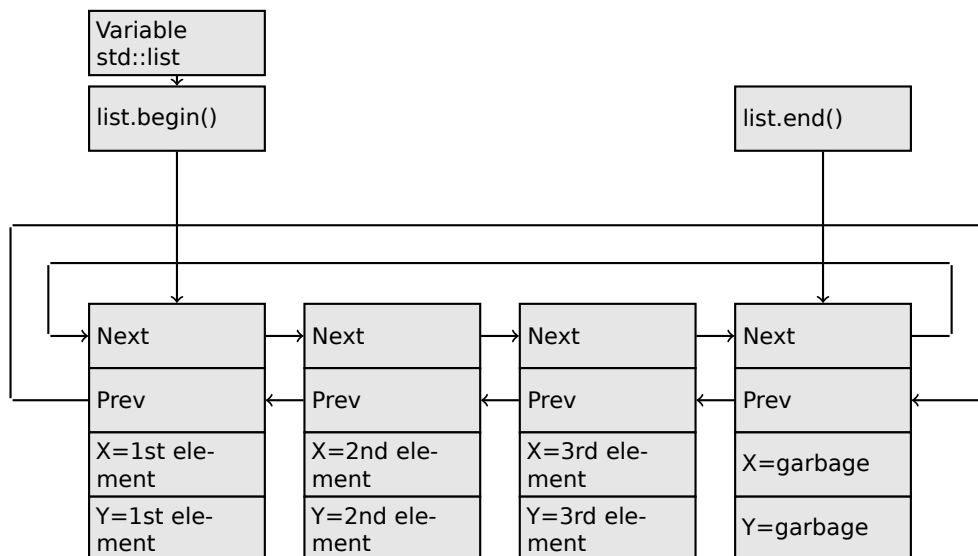 Variable
std::list
list.begin()
list.end()
Next
Next
Next
Next
Prev
Prev
Prev
Prev
X=1st ele-
ment
X=2nd ele-
ment
X=3rd ele-
ment
X=garbage
Y=1st ele-
ment
Y=2nd ele-
ment
Y=3rd ele-
ment
Y=garbage